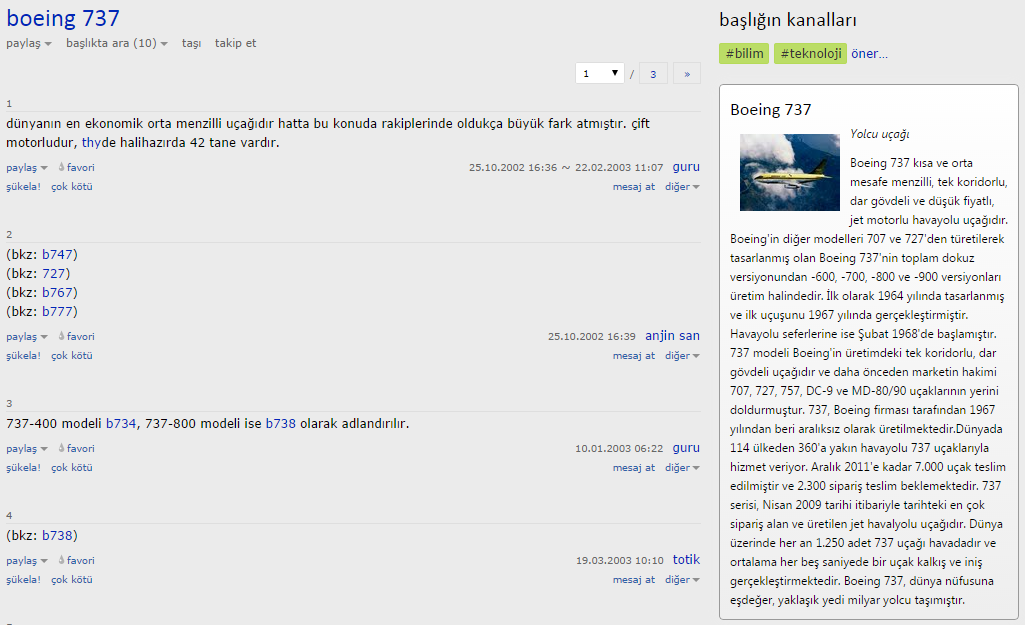 boeing 737
paylaş başlıkta ara (10) taşı takip et
1 / 3 »
1
dünyanın en ekonomik orta menzilli uçağıdır hatta bu konuda rakiplerinde oldukça büyük fark atmıştır. çift
motorludur, thyde halihazırda 42 tane vardır.
paylaş favori 25.10.2002 16:36 ~ 22.02.2003 11:07 guru
şükela! çok kötü mesaj at diğer
2
(bkz: b747)
(bkz: 727)
(bkz: b767)
(bkz: b777)
paylaş favori 25.10.2002 16:39 anjin san
şükela! çok kötü mesaj at diğer
3
737-400 modeli b734, 737-800 modeli ise b738 olarak adlandırılır.
paylaş favori 10.01.2003 06:22 guru
şükela! çok kötü mesaj at diğer
4
(bkz: b738)
paylaş favori 19.03.2003 10:10 totik
şükela! çok kötü mesaj at diğer
başlığın kanalları
#bilim #teknoloji öner...
Boeing 737
Yolcu uçağı
Boeing 737 kısa ve orta
mesafe menzilli, tek koridorlu,
dar gövdeli ve düşük fiyatlı,
jet motorlu havayolu uçağıdır.
Boeing'in diğer modelleri 707 ve 727'den türetilerek
tasarlanmış olan Boeing 737'nin toplam dokuz
versiyonundan -600, -700, -800 ve -900 versiyonları
üretim halindedir. İlk olarak 1964 yılında tasarlanmış
ve ilk uçuşunu 1967 yılında gerçekleştirmiştir.
Havayolu seferlerine ise Şubat 1968'de başlamıştır.
737 modeli Boeing'in üretimdeki tek koridorlu, dar
gövdeli uçağıdır ve daha önceden marketin hakimi
707, 727, 757, DC-9 ve MD-80/90 uçaklarının yerini
doldurmuştur. 737, Boeing firması tarafından 1967
yılından beri aralıksız olarak üretilmektedir.Dünyada
114 ülkeden 360'a yakın havayolu 737 uçaklarıyla
hizmet veriyor. Aralık 2011'e kadar 7.000 uçak teslim
edilmiştir ve 2.300 sipariş teslim beklemektedir. 737
serisi, Nisan 2009 tarihi itibariyle tarihteki en çok
sipariş alan ve üretilen jet havalyolu uçağıdır. Dünya
üzerinde her an 1.250 adet 737 uçağı havadadır ve
ortalama her beş saniyede bir uçak kalkış ve iniş
gerçekleştirmektedir. Boeing 737, dünya nüfusuna
eşdeğer, yaklaşık yedi milyar yolcu taşımıştır.